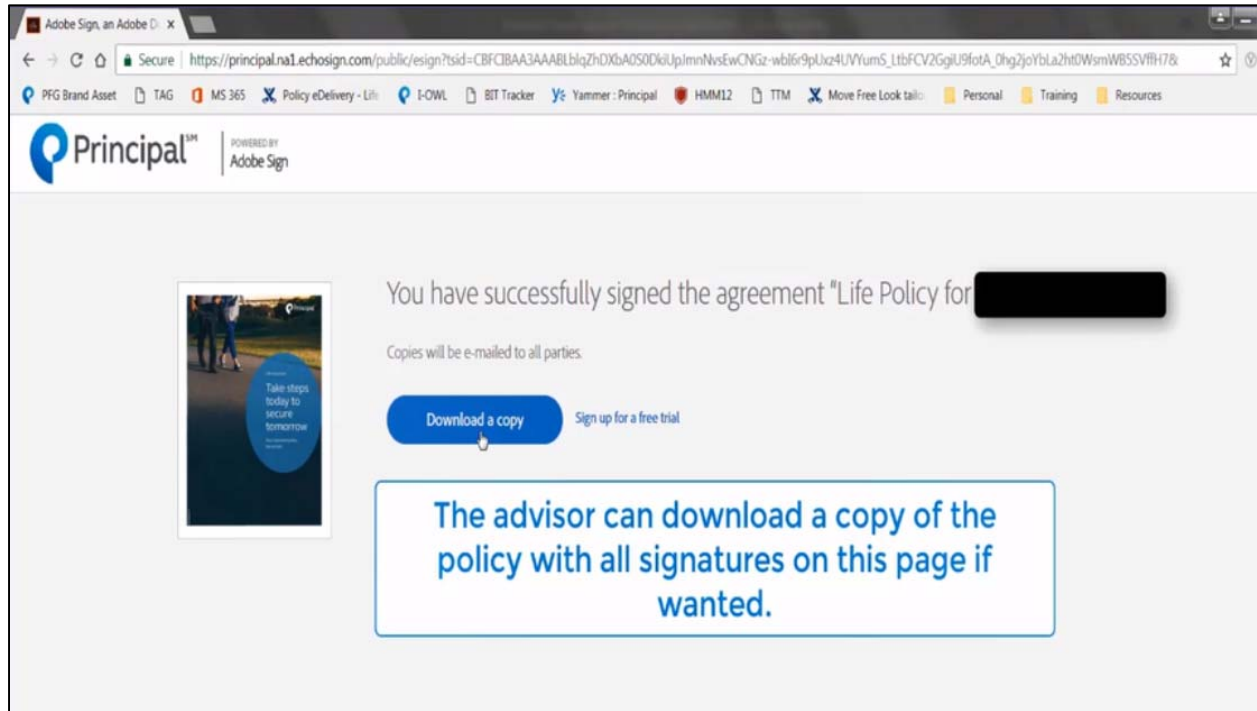 Adobe Sign, an Adobe D
Secure | https://principal.na1.echosign.com/public/esign?
PFG Brand Asset TAG MS 365 Policy eDelivery - Life I-OWL BIT Tracker Yammer : Principal HMM12 TTM Move Free Look tailo Personal Training Resources
Principal℠
POWERED BY
Adobe Sign
Principal
Take steps
today to
secure
tomorrow
You have successfully signed the agreement "Life Policy for
Copies will be e-mailed to all parties.
Download a copy Sign up for a free trial
The advisor can download a copy of the
policy with all signatures on this page if
wanted.